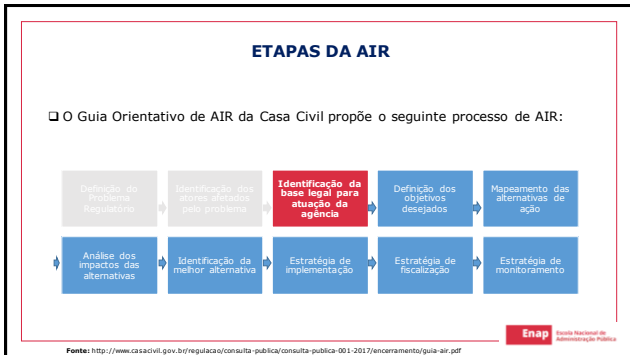 ETAPAS DA AIR
❑ O Guia Orientativo de AIR da Casa Civil propõe o seguinte processo de AIR:
Definição do
Problema
Regulatório
Identificação dos
atores afetados
pelo problema
Identificação da
base legal para
atuação da
agência
Definição dos
objetivos
desejados
Mapeamento das
alternativas de
ação
Análise dos
impactos das
alternativas
Identificação da
melhor alternativa
Estratégia de
implementação
Estratégia de
fiscalização
Estratégia de
monitoramento
Enap
Escola Nacional de
Administração Pública
Fonte: http://www.casacivil.gov.br/regulacao/consulta-publica/consulta-publica-001-2017/encerramento/guia-air.pdf